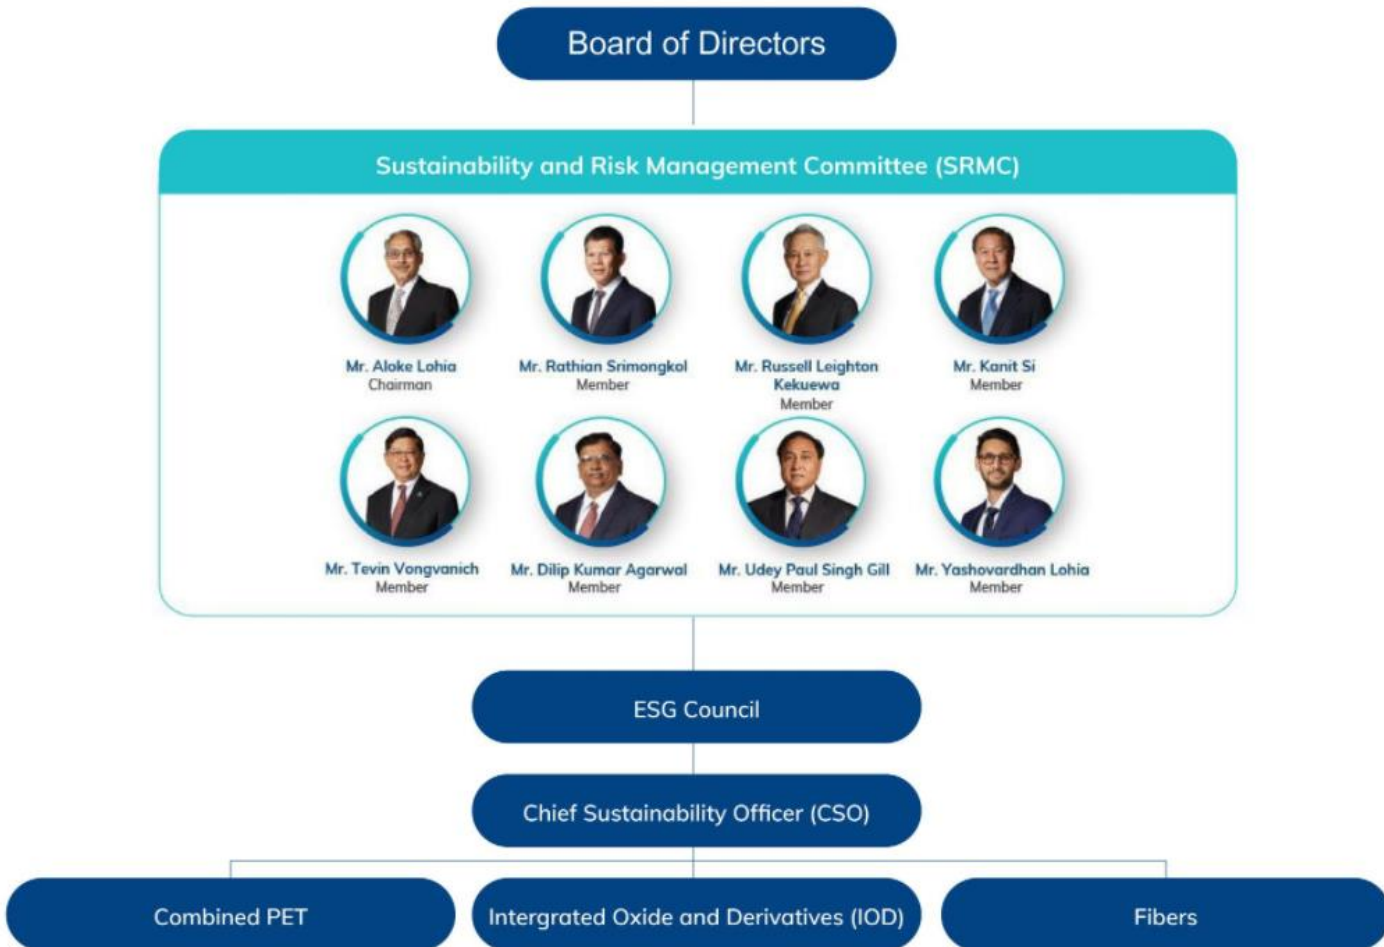 Board of Directors
Sustainability and Risk Management Committee (SRMC)
Mr. Aloke Lohia
Chairman
Mr. Rathian Srimongkol
Member
Mr. Russell Leighton
Kekuewa
Member
Mr. Kanit Si
Member
Mr. Tevin Vongvanich
Member
Mr. Dilip Kumar Agarwal
Member
Mr. Udey Paul Singh Gill
Member
Mr. Yashovardhan Lohia
Member
ESG Council
Chief Sustainability Officer (CSO)
Combined PET
Intergrated Oxide and Derivatives (IOD)
Fibers